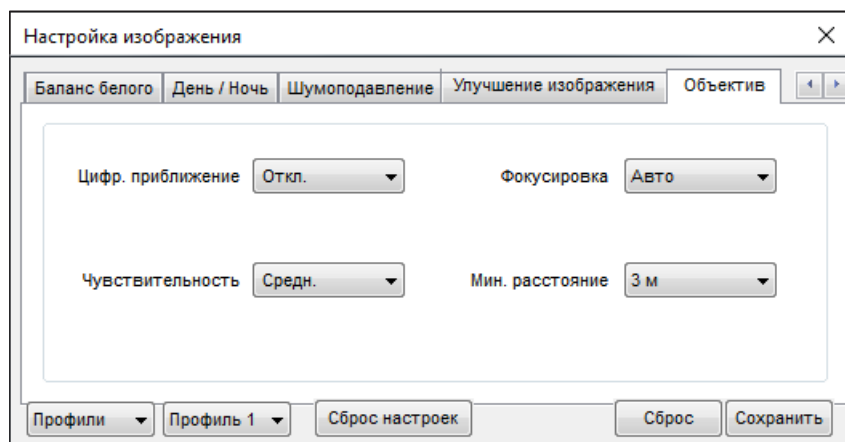 Настройка изображения
Баланс белого День / Ночь Шумоподавление Улучшение изображения Объектив
Цифр. приближение Откл. Фокусировка Авто
Чувствительность Средн. Мин. расстояние 3 м
Профили Профиль 1 Сброс настроек Сброс Сохранить